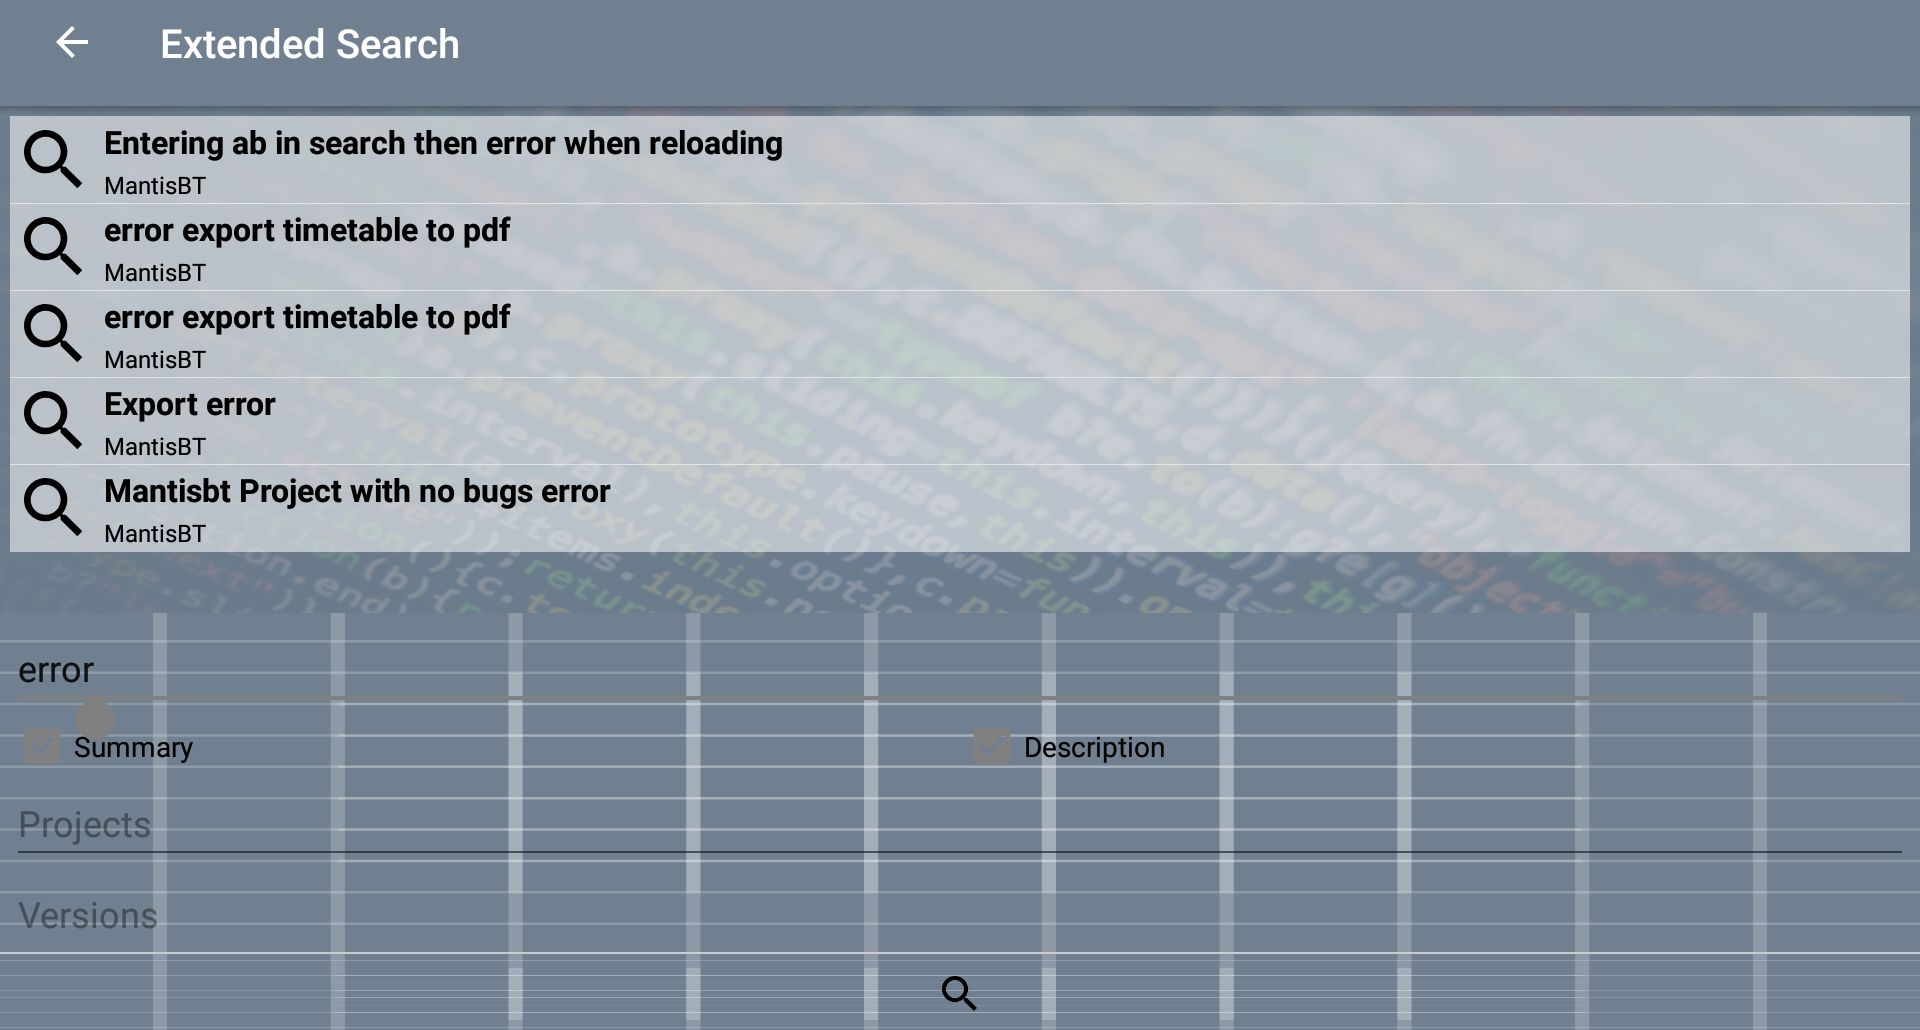 Extended Search
Entering ab in search then error when reloading
MantisBT
error export timetable to pdf
MantisBT
error export timetable to pdf
MantisBT
Export error
MantisBT
Mantisbt Project with no bugs error
MantisBT
error
Summary
Description
Projects
Versions